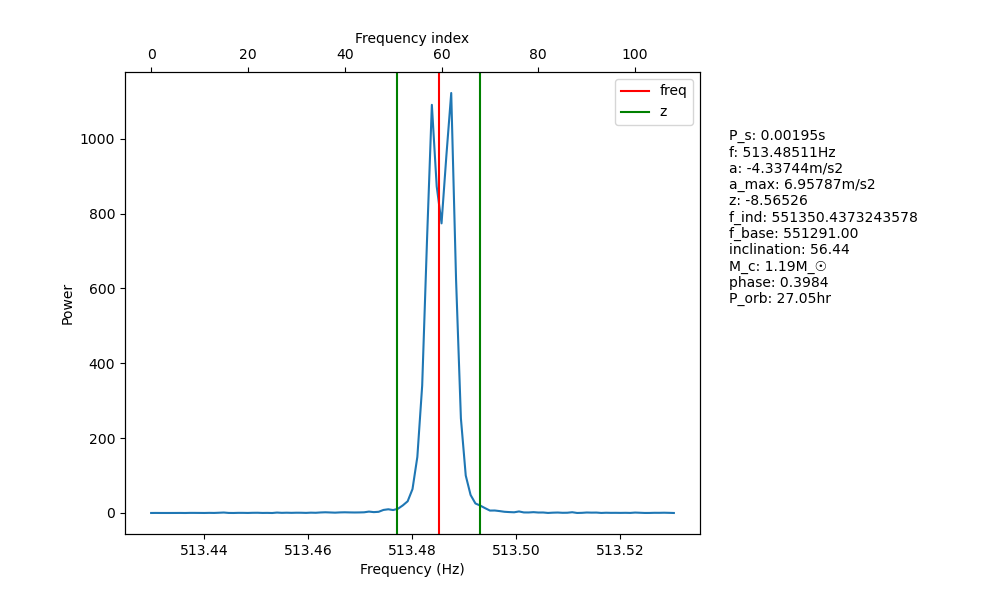 Frequency index
0 20 40 60 80 100
freq
z
1000
800
600
400
200
0
Power
513.44 513.46 513.48 513.50 513.52
Frequency (Hz)
P_s: 0.00195s
f: 513.48511Hz
a: -4.33744m/s2
a_max: 6.95787m/s2
z: -8.56526
f_ind: 551350.4373243578
f_base: 551291.00
inclination: 56.44
M_c: 1.19M_☉
phase: 0.3984
P_orb: 27.05hr